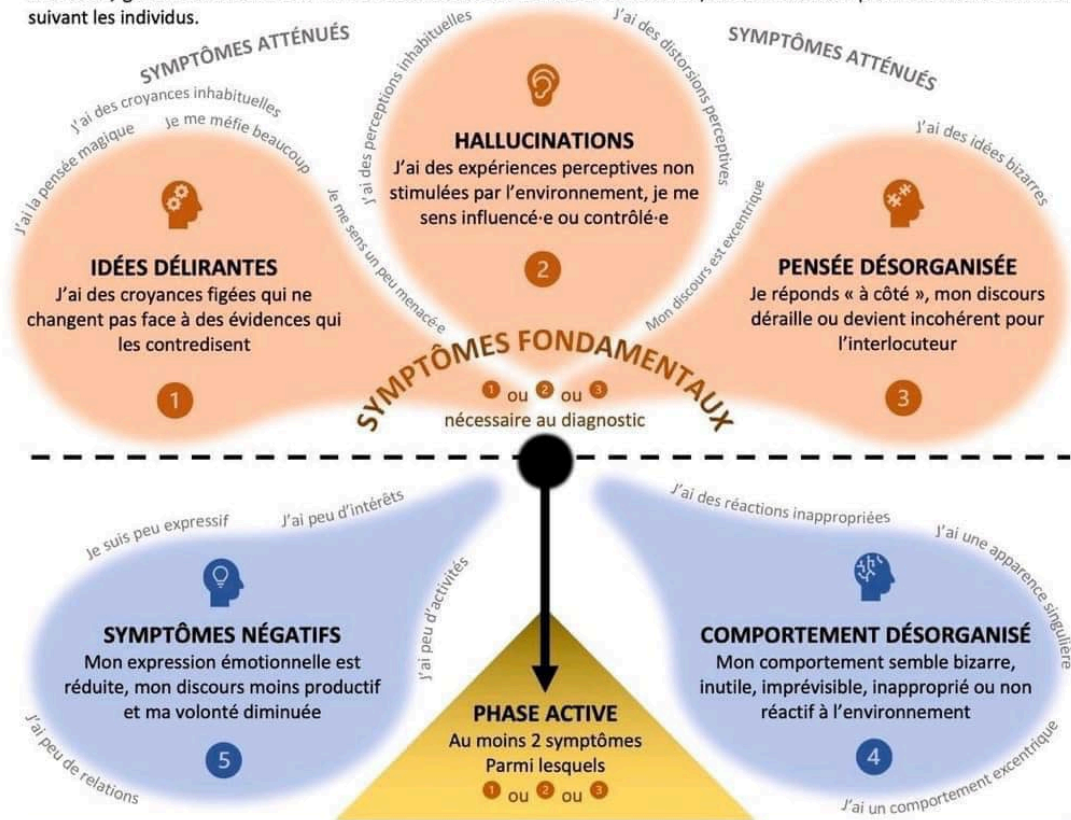 suivant les individus.
SYMPTÔMES ATTÉNUÉS
SYMPTÔMES ATTÉNUÉS
J'ai des croyances inhabituelles
J'ai la pensée magique
Je me méfie beaucoup
Je me sens un peu menacé·e
IDÉES DÉLIRANTES
J'ai des croyances figées qui ne
changent pas face à des évidences qui
les contredisent
1
J'ai des perceptions inhabituelles
J'ai des distorsions perceptives
HALLUCINATIONS
J'ai des expériences perceptives non
stimulées par l'environnement, je me
sens influencé·e ou contrôlé·e
2
Mon discours est excentrique
J'ai des idées bizarres
PENSÉE DÉSORGANISÉE
Je réponds « à côté », mon discours
déraille ou devient incohérent pour
l'interlocuteur
3
SYMPTÔMES FONDAMENTAUX
1 ou 2 ou 3
nécessaire au diagnostic
Je suis peu expressif
J'ai peu d'intérêts
J'ai peu d'activités
J'ai peu de relations
SYMPTÔMES NÉGATIFS
Mon expression émotionnelle est
réduite, mon discours moins productif
et ma volonté diminuée
5
PHASE ACTIVE
Au moins 2 symptômes
Parmi lesquels
1 ou 2 ou 3
J'ai des réactions inappropriées
J'ai une apparence singulière
COMPORTEMENT DÉSORGANISÉ
Mon comportement semble bizarre,
inutile, imprévisible, inapproprié ou non
réactif à l'environnement
4
J'ai un comportement excentrique